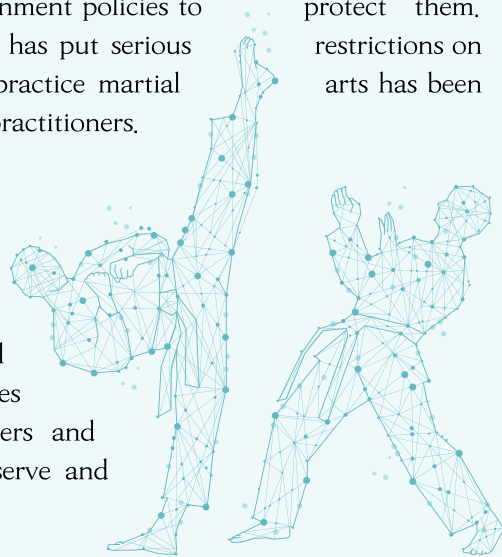 nment policies to protect them.
has put serious restrictions on
practice martial arts has been
practitioners.
es
ers and
serve and